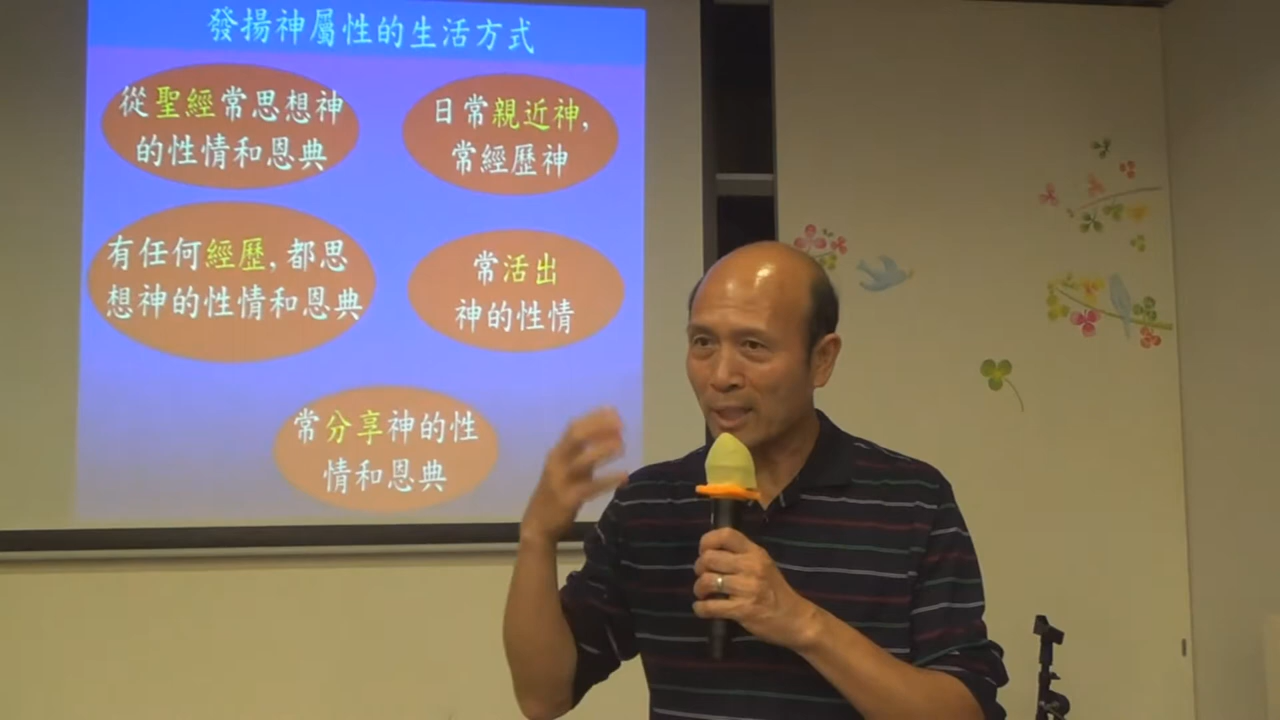 發揚神屬性的生活方式
從聖經常思想神
的性情和恩典
日常親近神,
常經歷神
有任何經歷, 都思
想神的性情和恩典
常活出
神的性情
常分享神的性
情和恩典